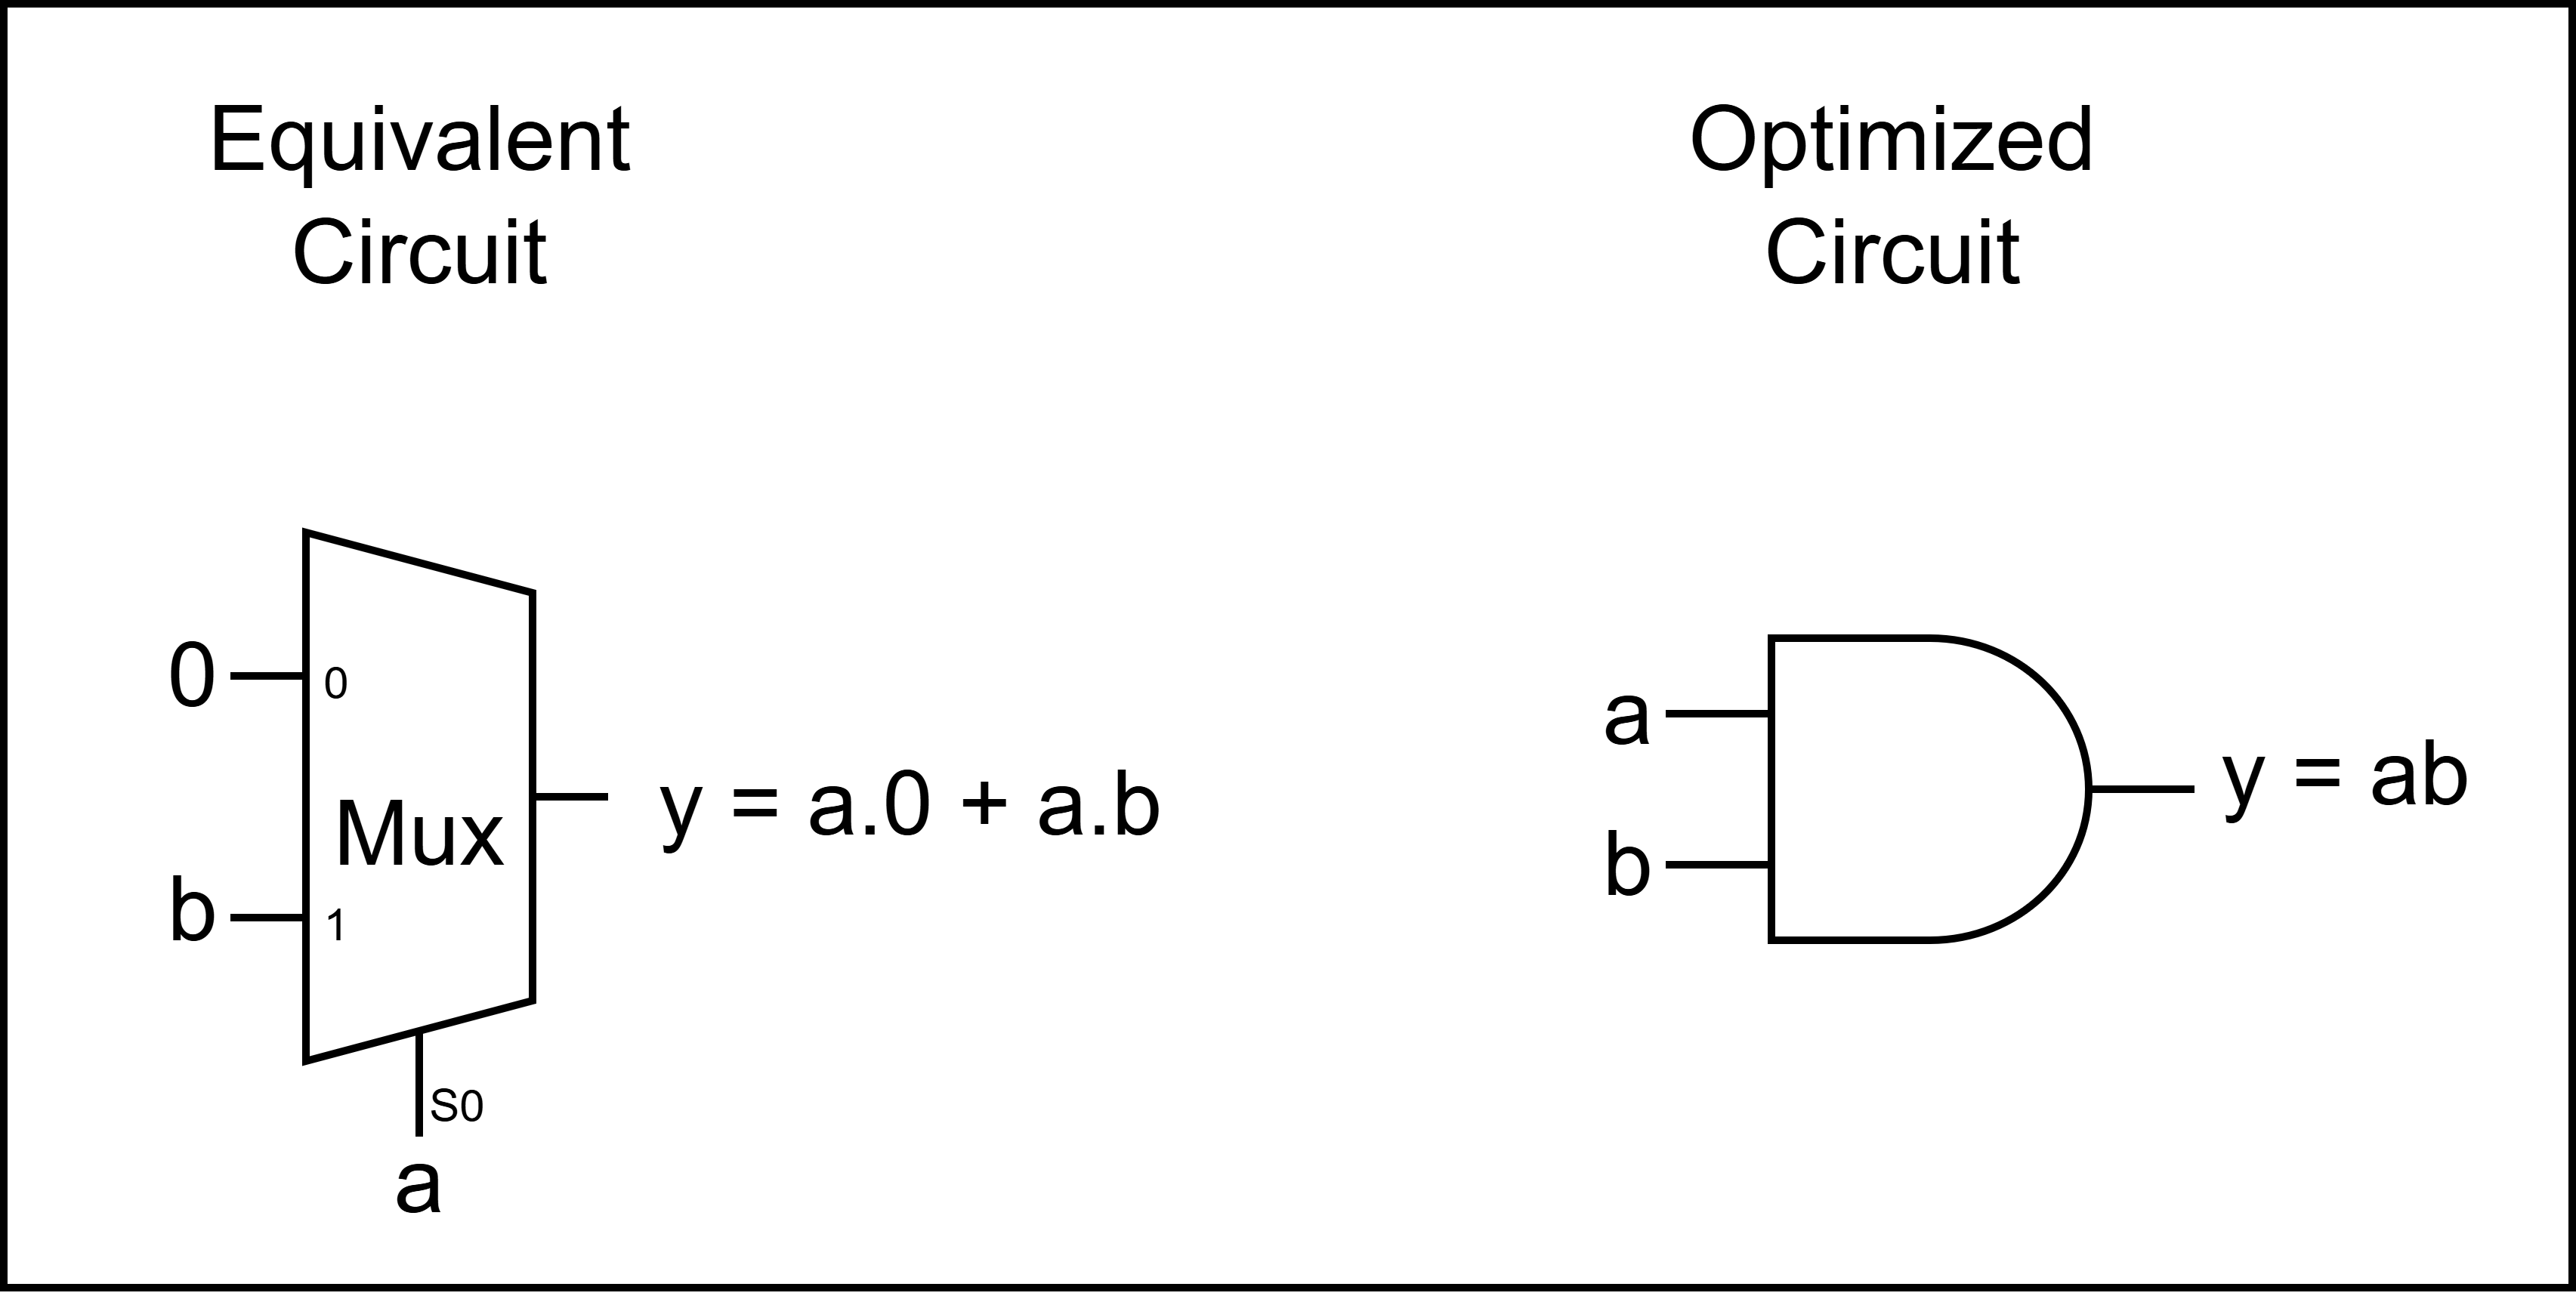 Equivalent
Circuit
0
0
Mux
b
1
S0
a
y = a.0 + a.b
Optimized
Circuit
a
b
y = ab